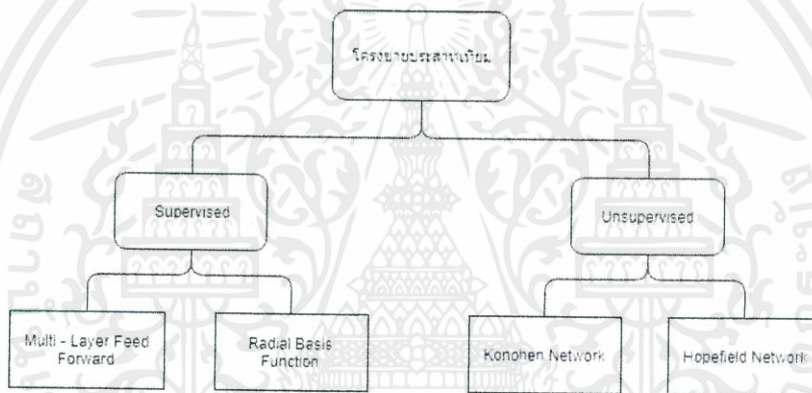 โครงข่ายประสาทเทียม
Supervised
Unsupervised
Multi - Layer Feed
Forward
Radial Basis
Function
Konohen Network
Hopefield Network